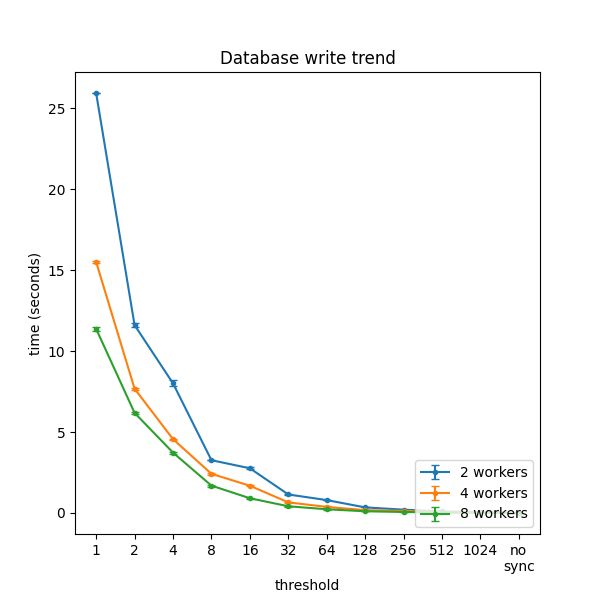 Database write trend
time (seconds)
25
20
15
10
5
0
2 workers
4 workers
8 workers
1 2 4 8 16 32 64 128 256 512 1024 no
sync
threshold